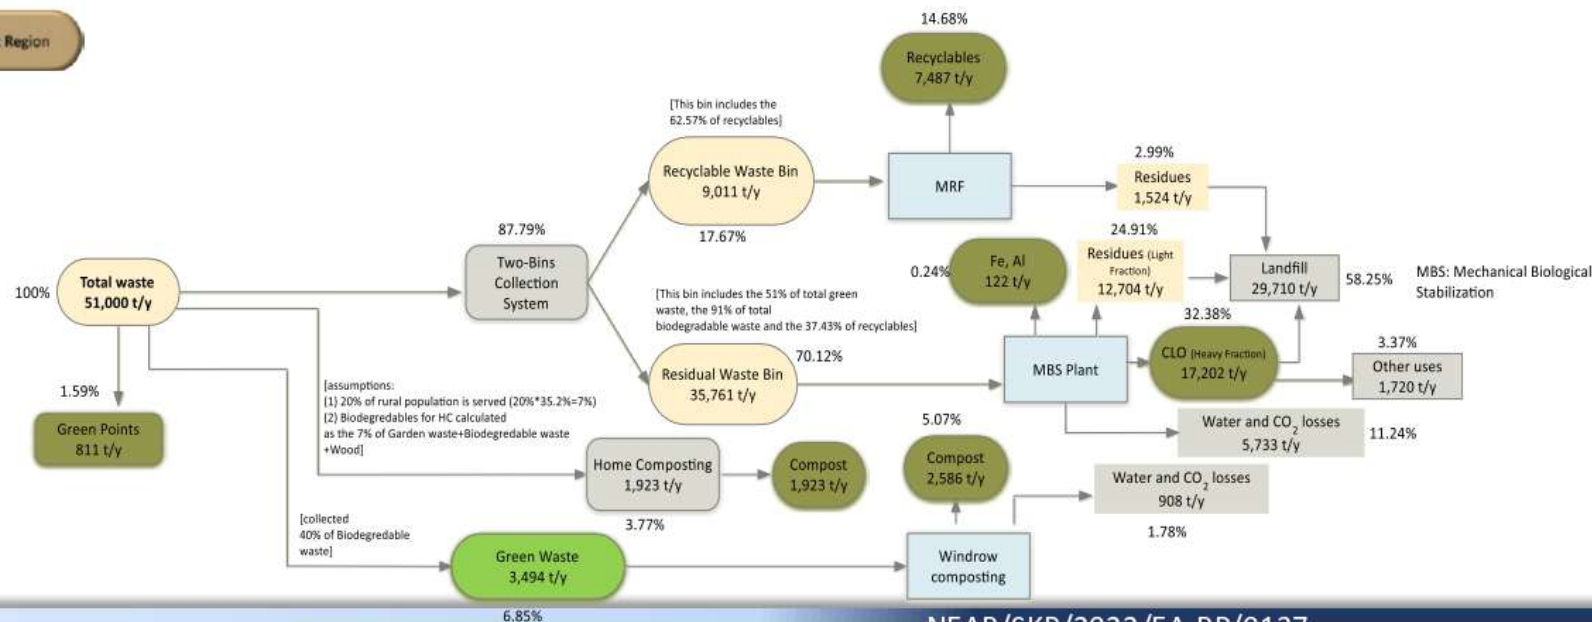 Region
14.68%
Recyclables
7,487 t/y
[This bin includes the
62.57% of recyclables]
Recyclable Waste Bin
9,011 t/y
17.67%
MRF
2.99%
Residues
1,524 t/y
87.79%
Two-Bins
Collection
System
100%
Total waste
51,000 t/y
[This bin includes the 51% of total green
waste, the 91% of total
biodegradable waste and the 37.43% of recyclables]
Residual Waste Bin
35,761 t/y
70.12%
0.24%
Fe, Al
122 t/y
24.91%
Residues (Light
Fraction)
12,704 t/y
Landfill
29,710 t/y
58.25%
MBS: Mechanical Biological
Stabilization
MBS Plant
32.38%
CLO (Heavy Fraction)
17,202 t/y
3.37%
Other uses
1,720 t/y
Water and CO2 losses
5,733 t/y
11.24%
1.59%
Green Points
811 t/y
[assumptions:
(1) 20% of rural population is served (20%*35.2%=7%)
(2) Biodegredables for HC calculated
as the 7% of Garden waste+Biodegredable waste
+Wood]
Home Composting
1,923 t/y
3.77%
Compost
1,923 t/y
5.07%
Compost
2,586 t/y
Water and CO2 losses
908 t/y
1.78%
[collected
40% of Biodegredable
waste]
Green Waste
3,494 t/y
6.85%
Windrow
composting